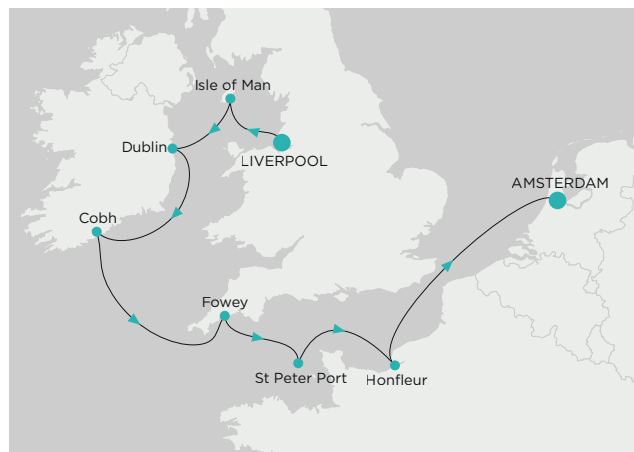 Isle of Man
Dublin
LIVERPOOL
AMSTERDAM
Cobh
Fowey
St Peter Port
Honfleur